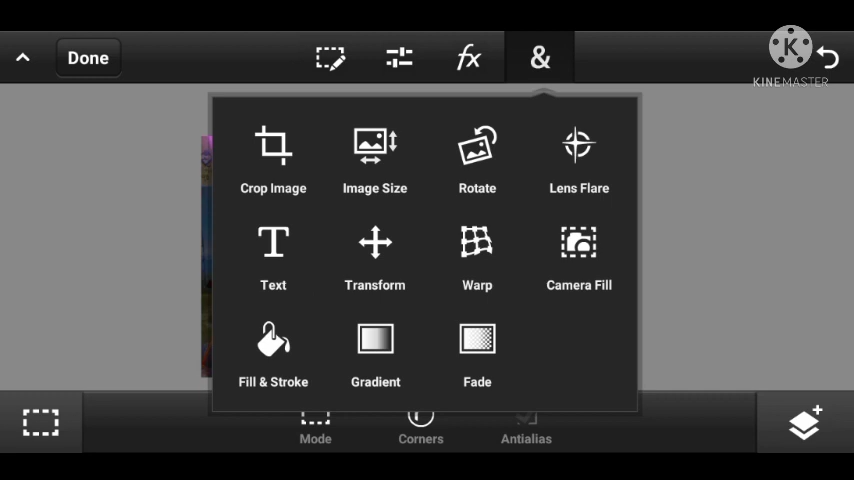 Done
fx
&
K
KINEMASTER
Crop Image
Image Size
Rotate
Lens Flare
T
Text
Transform
Warp
Camera Fill
Fill & Stroke
Gradient
Fade
Mode
Corners
Antialias